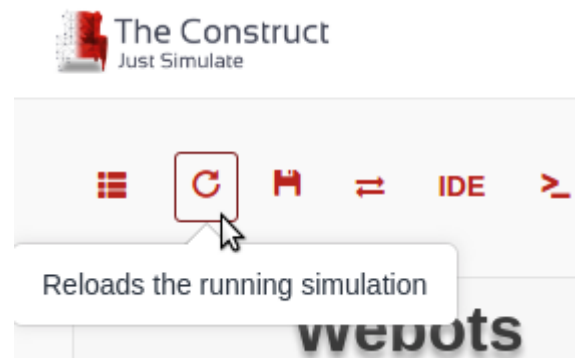 The Construct
Just Simulate
IDE
Reloads the running simulation
Webots